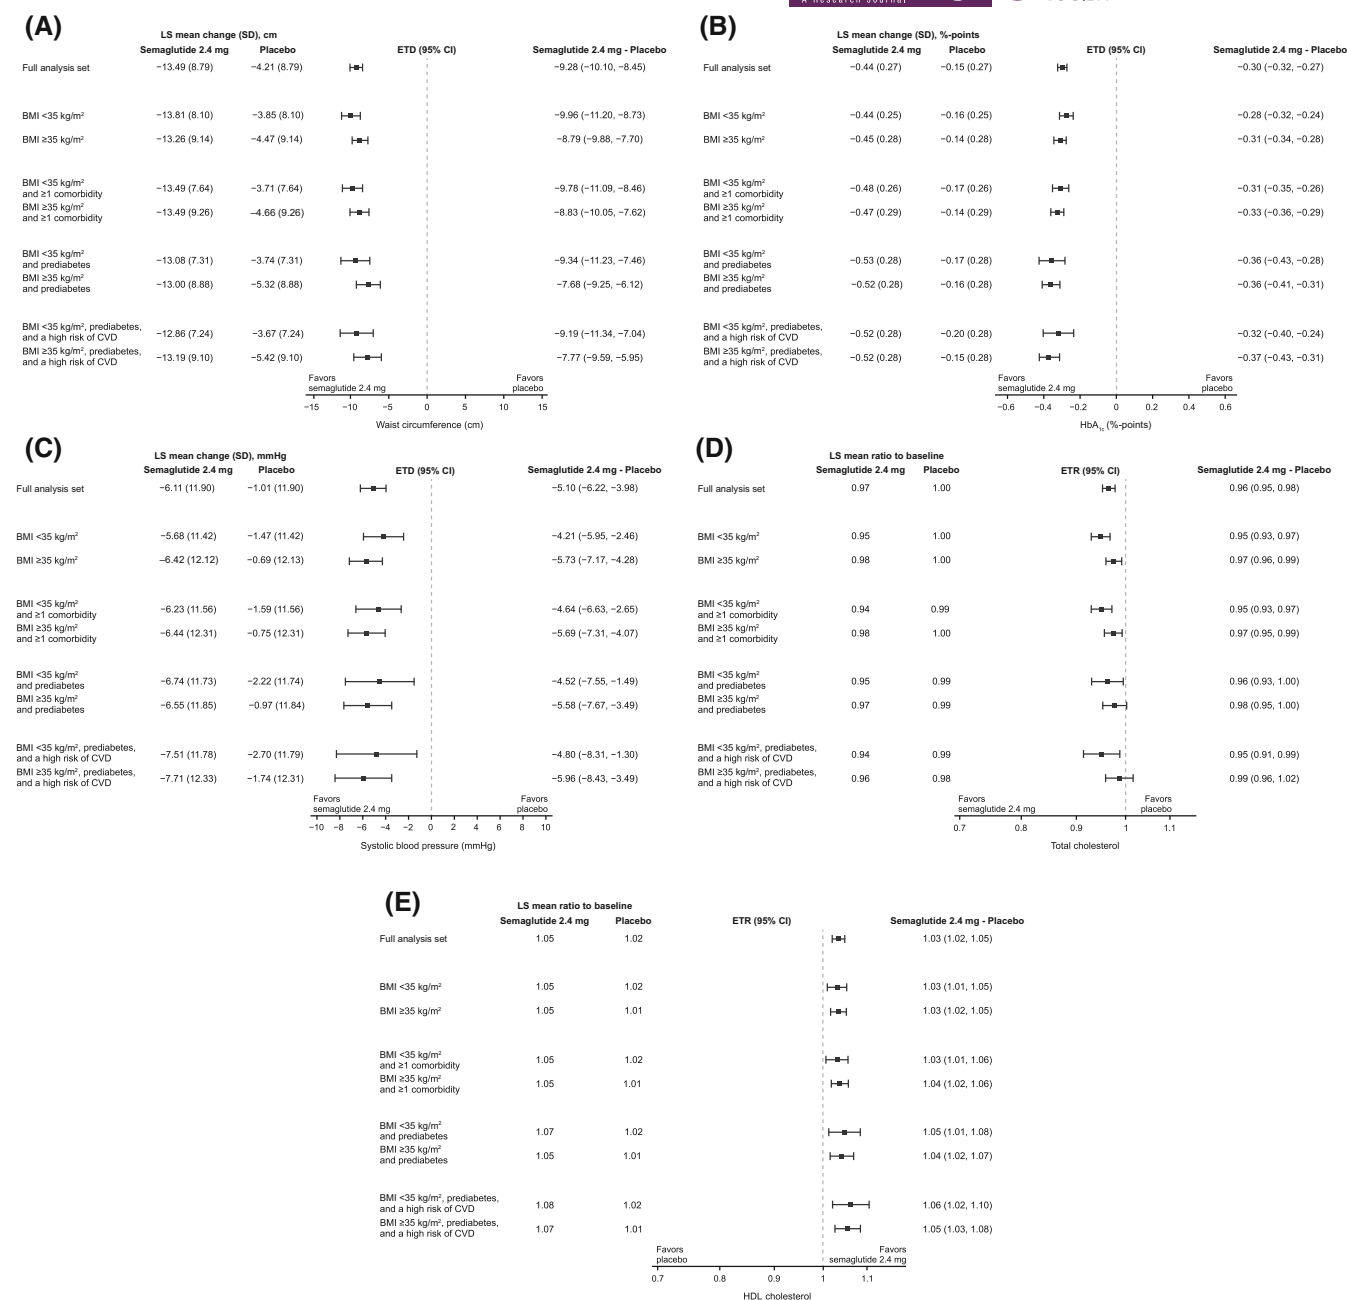 A Research Journal
(A)
LS mean change (SD), cm
Semaglutide 2.4 mg Placebo ETD (95% CI) Semaglutide 2.4 mg - Placebo
Full analysis set −13.49 (8.79) −4.21 (8.79) −9.28 (−10.10, −8.45)
BMI <35 kg/m² −13.81 (8.10) −3.85 (8.10) −9.96 (−11.20, −8.73)
BMI ≥35 kg/m² −13.26 (9.14) −4.47 (9.14) −8.79 (−9.88, −7.70)
BMI <35 kg/m²
and ≥1 comorbidity −13.49 (7.64) −3.71 (7.64) −9.78 (−11.09, −8.46)
BMI ≥35 kg/m²
and ≥1 comorbidity −13.49 (9.26) −4.66 (9.26) −8.83 (−10.05, −7.62)
BMI <35 kg/m²
and prediabetes −13.08 (7.31) −3.74 (7.31) −9.34 (−11.23, −7.46)
BMI ≥35 kg/m²
and prediabetes −13.00 (8.88) −5.32 (8.88) −7.68 (−9.25, −6.12)
BMI <35 kg/m², prediabetes,
and a high risk of CVD −12.86 (7.24) −3.67 (7.24) −9.19 (−11.34, −7.04)
BMI ≥35 kg/m², prediabetes,
and a high risk of CVD −13.19 (9.10) −5.42 (9.10) −7.77 (−9.59, −5.95)
Favors Favors
semaglutide 2.4 mg placebo
−15 −10 −5 0 5 10 15
Waist circumference (cm)
(B)
LS mean change (SD), %-points
Semaglutide 2.4 mg Placebo ETD (95% CI) Semaglutide 2.4 mg - Placebo
Full analysis set −0.44 (0.27) −0.15 (0.27) −0.30 (−0.32, −0.27)
BMI <35 kg/m² −0.44 (0.25) −0.16 (0.25) −0.28 (−0.32, −0.24)
BMI ≥35 kg/m² −0.45 (0.28) −0.14 (0.28) −0.31 (−0.34, −0.28)
BMI <35 kg/m²
and ≥1 comorbidity −0.48 (0.26) −0.17 (0.26) −0.31 (−0.35, −0.26)
BMI ≥35 kg/m²
and ≥1 comorbidity −0.47 (0.29) −0.14 (0.29) −0.33 (−0.36, −0.29)
BMI <35 kg/m²
and prediabetes −0.53 (0.28) −0.17 (0.28) −0.36 (−0.43, −0.28)
BMI ≥35 kg/m²
and prediabetes −0.52 (0.28) −0.16 (0.28) −0.36 (−0.41, −0.31)
BMI <35 kg/m², prediabetes,
and a high risk of CVD −0.52 (0.28) −0.20 (0.28) −0.32 (−0.40, −0.24)
BMI ≥35 kg/m², prediabetes,
and a high risk of CVD −0.52 (0.28) −0.15 (0.28) −0.37 (−0.43, −0.31)
Favors Favors
semaglutide 2.4 mg placebo
−0.6 −0.4 −0.2 0 0.2 0.4 0.6
HbA1c (%-points)
(C)
LS mean change (SD), mmHg
Semaglutide 2.4 mg Placebo ETD (95% CI) Semaglutide 2.4 mg - Placebo
Full analysis set −6.11 (11.90) −1.01 (11.90) −5.10 (−6.22, −3.98)
BMI <35 kg/m² −5.68 (11.42) −1.47 (11.42) −4.21 (−5.95, −2.46)
BMI ≥35 kg/m² −6.42 (12.12) −0.69 (12.13) −5.73 (−7.17, −4.28)
BMI <35 kg/m²
and ≥1 comorbidity −6.23 (11.56) −1.59 (11.56) −4.64 (−6.63, −2.65)
BMI ≥35 kg/m²
and ≥1 comorbidity −6.44 (12.31) −0.75 (12.31) −5.69 (−7.31, −4.07)
BMI <35 kg/m²
and prediabetes −6.74 (11.73) −2.22 (11.74) −4.52 (−7.55, −1.49)
BMI ≥35 kg/m²
and prediabetes −6.55 (11.85) −0.97 (11.84) −5.58 (−7.67, −3.49)
BMI <35 kg/m², prediabetes,
and a high risk of CVD −7.51 (11.78) −2.70 (11.79) −4.80 (−8.31, −1.30)
BMI ≥35 kg/m², prediabetes,
and a high risk of CVD −7.71 (12.33) −1.74 (12.31) −5.96 (−8.43, −3.49)
Favors Favors
semaglutide 2.4 mg placebo
−10 −8 −6 −4 −2 0 2 4 6 8 10
Systolic blood pressure (mmHg)
(D)
LS mean ratio to baseline
Semaglutide 2.4 mg Placebo ETR (95% CI) Semaglutide 2.4 mg - Placebo
Full analysis set 0.97 1.00 0.96 (0.95, 0.98)
BMI <35 kg/m² 0.95 1.00 0.95 (0.93, 0.97)
BMI ≥35 kg/m² 0.98 1.00 0.97 (0.96, 0.99)
BMI <35 kg/m²
and ≥1 comorbidity 0.94 0.99 0.95 (0.93, 0.97)
BMI ≥35 kg/m²
and ≥1 comorbidity 0.98 1.00 0.97 (0.95, 0.99)
BMI <35 kg/m²
and prediabetes 0.95 0.99 0.96 (0.93, 1.00)
BMI ≥35 kg/m²
and prediabetes 0.97 0.99 0.98 (0.95, 1.00)
BMI <35 kg/m², prediabetes,
and a high risk of CVD 0.94 0.99 0.95 (0.91, 0.99)
BMI ≥35 kg/m², prediabetes,
and a high risk of CVD 0.96 0.98 0.99 (0.96, 1.02)
Favors Favors
semaglutide 2.4 mg placebo
0.7 0.8 0.9 1 1.1
Total cholesterol
(E)
LS mean ratio to baseline
Semaglutide 2.4 mg Placebo ETR (95% CI) Semaglutide 2.4 mg - Placebo
Full analysis set 1.05 1.02 1.03 (1.02, 1.05)
BMI <35 kg/m² 1.05 1.02 1.03 (1.01, 1.05)
BMI ≥35 kg/m² 1.05 1.01 1.03 (1.02, 1.05)
BMI <35 kg/m²
and ≥1 comorbidity 1.05 1.02 1.03 (1.01, 1.06)
BMI ≥35 kg/m²
and ≥1 comorbidity 1.05 1.01 1.04 (1.02, 1.06)
BMI <35 kg/m²
and prediabetes 1.07 1.02 1.05 (1.01, 1.08)
BMI ≥35 kg/m²
and prediabetes 1.05 1.01 1.04 (1.02, 1.07)
BMI <35 kg/m², prediabetes,
and a high risk of CVD 1.08 1.02 1.06 (1.02, 1.10)
BMI ≥35 kg/m², prediabetes,
and a high risk of CVD 1.07 1.01 1.05 (1.03, 1.08)
Favors Favors
placebo semaglutide 2.4 mg
0.7 0.8 0.9 1 1.1
HDL cholesterol